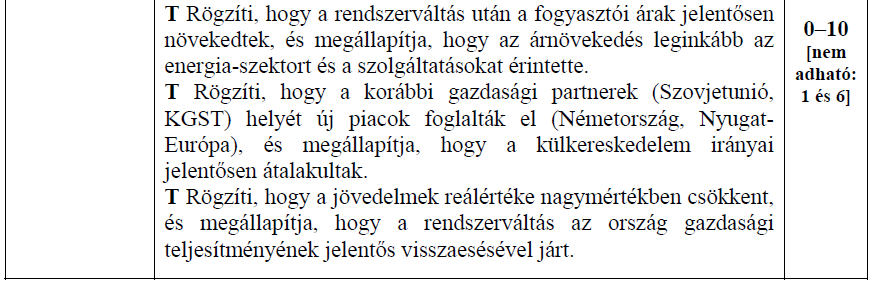 T Rögzíti, hogy a rendszerváltás után a fogyasztói árak jelentősen
növekedtek, és megállapítja, hogy az árnövekedés leginkább az
energia-szektort és a szolgáltatásokat érintette.
T Rögzíti, hogy a korábbi gazdasági partnerek (Szovjetunió,
KGST) helyét új piacok foglalták el (Németország, Nyugat-
Európa), és megállapítja, hogy a külkereskedelem irányai
jelentősen átalakultak.
T Rögzíti, hogy a jövedelmek reálértéke nagymértékben csökkent,
és megállapítja, hogy a rendszerváltás az ország gazdasági
teljesítményének jelentős visszaesésével járt.
0–10
[nem
adható:
1 és 6]